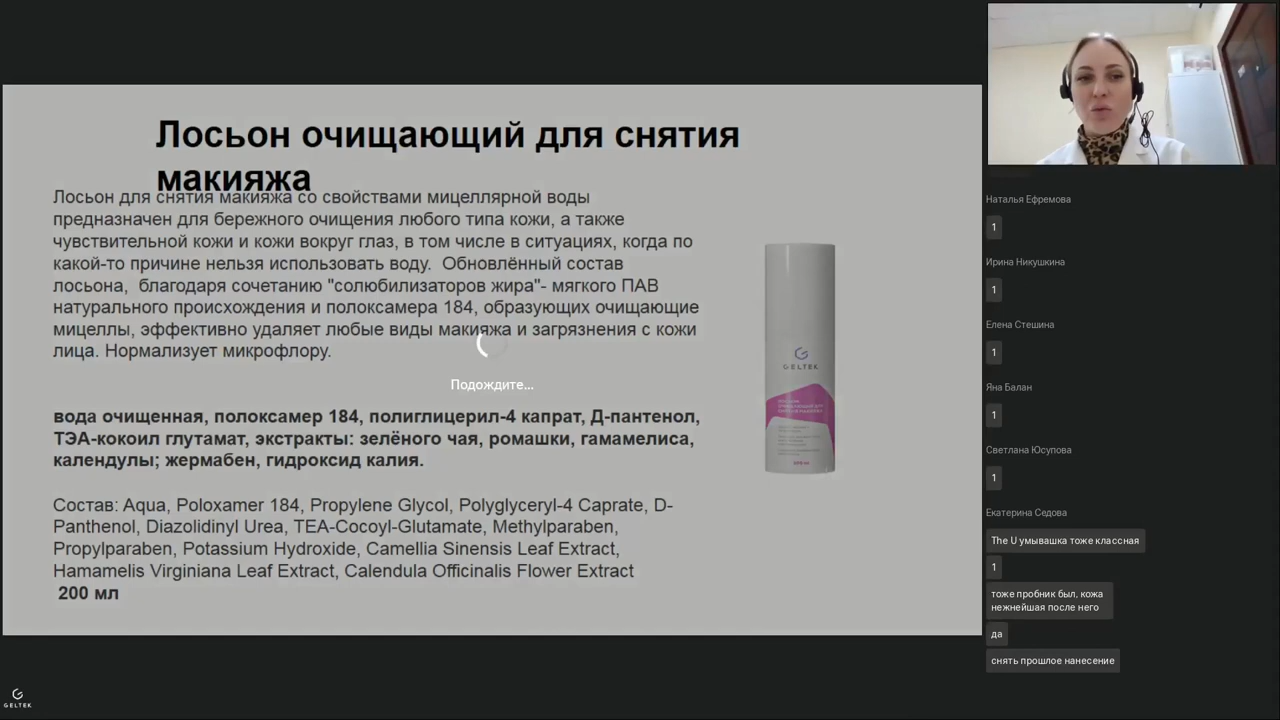 Лосьон очищающий для снятия
макияжа
Лосьон для снятия макияжа со свойствами мицеллярной воды
предназначен для бережного очищения любого типа кожи, а также
чувствительной кожи и кожи вокруг глаз, в том числе в ситуациях, когда по
какой-то причине нельзя использовать воду.  Обновлённый состав
лосьона,  благодаря сочетанию "солюбилизаторов жира"- мягкого ПАВ
натурального происхождения и полоксамера 184, образующих очищающие
мицеллы, эффективно удаляет любые виды макияжа и загрязнения с кожи
лица. Нормализует микрофлору.
Подождите...
вода очищенная, полоксамер 184, полиглицерил-4 капрат, Д-пантенол,
ТЭА-кокоил глутамат, экстракты: зелёного чая, ромашки, гамамелиса,
календулы; жермабен, гидроксид калия.
Состав: Aqua, Poloxamer 184, Propylene Glycol, Polyglyceryl-4 Caprate, D-
Panthenol, Diazolidinyl Urea, TEA-Cocoyl-Glutamate, Methylparaben,
Propylparaben, Potassium Hydroxide, Camellia Sinensis Leaf Extract,
Hamamelis Virginiana Leaf Extract, Calendula Officinalis Flower Extract
200 мл
GELTEK
Наталья Ефремова
1
Ирина Никушкина
1
Елена Стешина
1
Яна Балан
1
Светлана Юсупова
1
Екатерина Седова
The U умывашка тоже классная
1
тоже пробник был, кожа
нежнейшая после него
да
снять прошлое нанесение
GELTEK